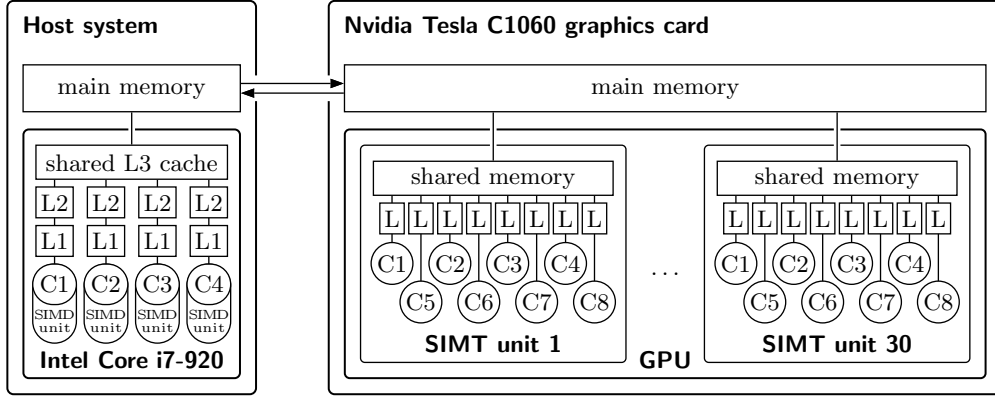 Host system
main memory
shared L3 cache
L2 L2 L2 L2
L1 L1 L1 L1
C1 C2 C3 C4
SIMD unit SIMD unit SIMD unit SIMD unit
Intel Core i7-920
Nvidia Tesla C1060 graphics card
main memory
shared memory
L L L L L L L L
C1 C2 C3 C4
C5 C6 C7 C8
SIMT unit 1
...
shared memory
L L L L L L L L
C1 C2 C3 C4
C5 C6 C7 C8
SIMT unit 30
GPU